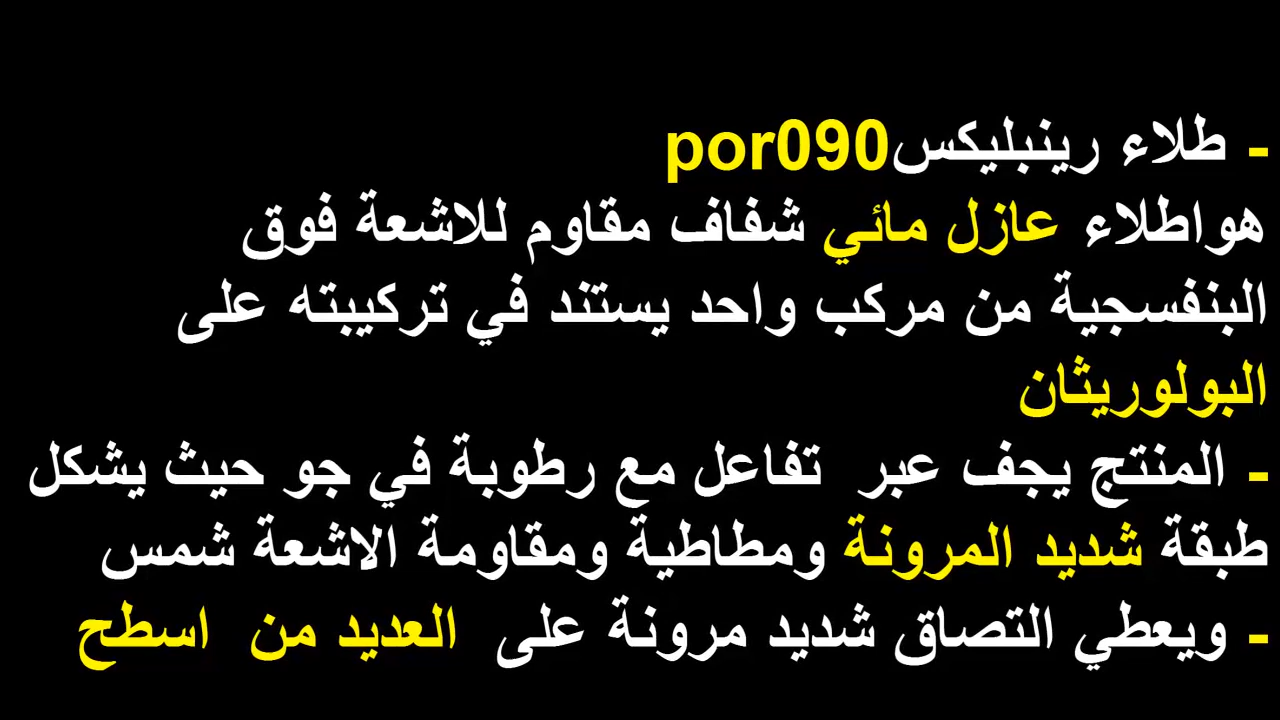 - طلاء رينبليكسpor090
هواطلاء عازل مائي شفاف مقاوم للاشعة فوق
البنفسجية من مركب واحد يستند في تركيبته على
البولوريثان
- المنتج يجف عبر تفاعل مع رطوبة في جو حيث يشكل
طبقة شديد المرونة ومطاطية ومقاومة الاشعة شمس
- ويعطي التصاق شديد مرونة على العديد من اسطح